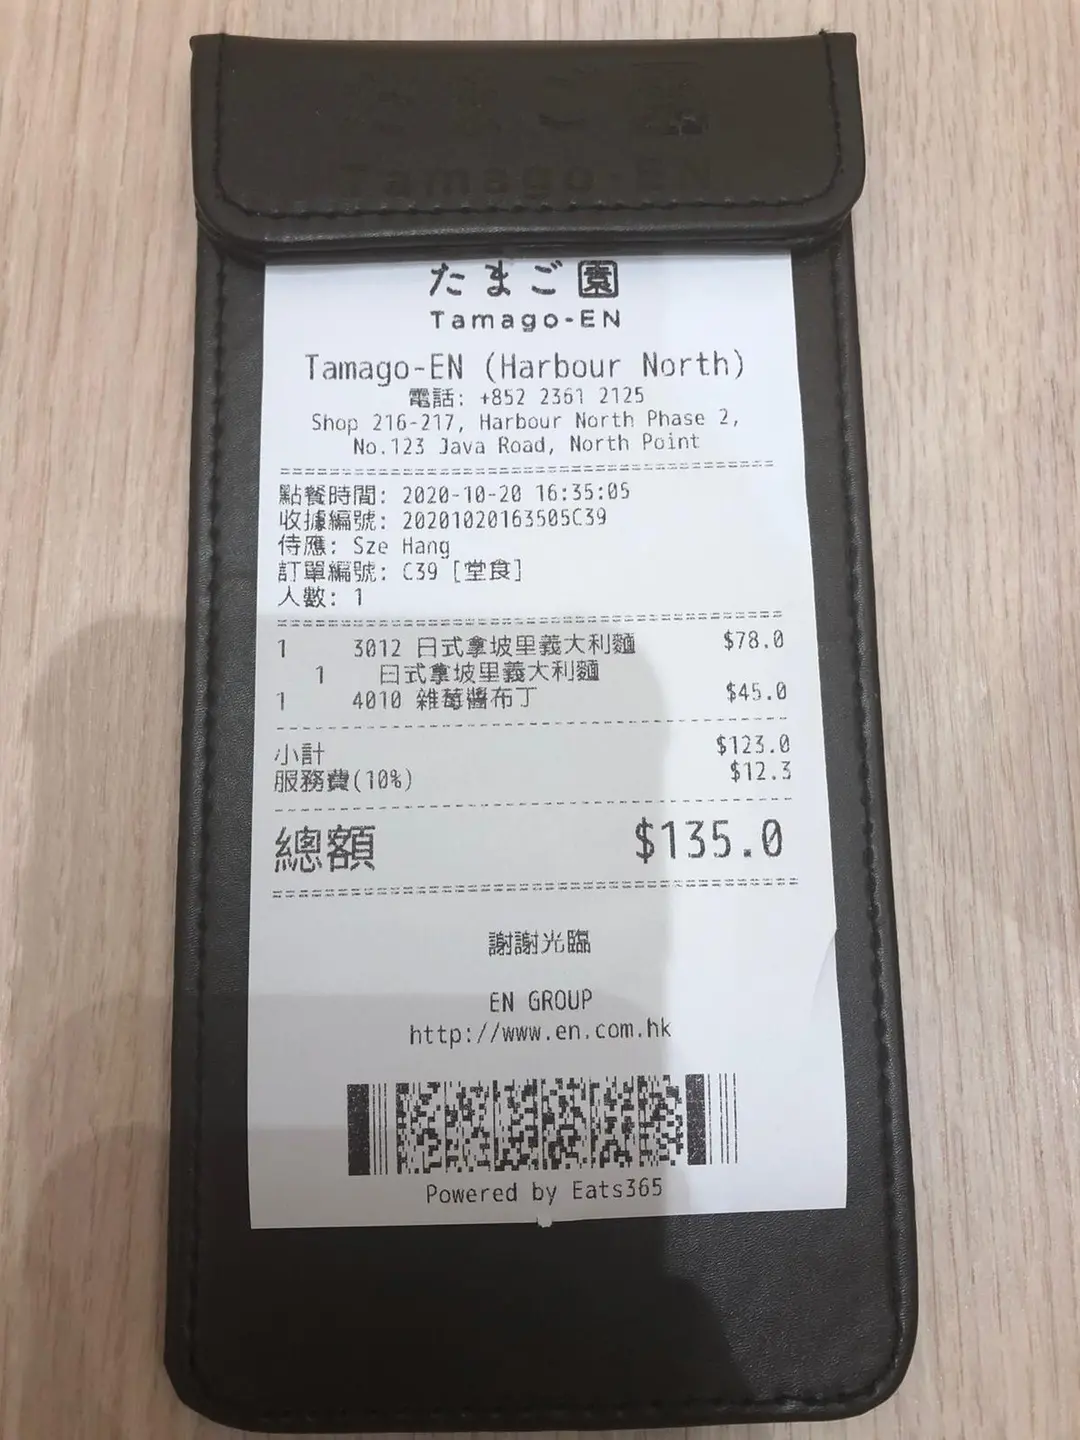 Tamago-EN
たまご園
Tamago-EN
Tamago-EN (Harbour North)
電話: +852 2361 2125
Shop 216-217, Harbour North Phase 2,
No.123 Java Road, North Point
點餐時間: 2020-10-20 16:35:05
收據編號: 20201020163505C39
侍應: Sze Hang
訂單編號: C39 [堂食]
人數: 1
1 3012 日式拿坡里義大利麵 $78.0
1 日式拿坡里義大利麵
1 4010 雜莓醬布丁 $45.0
小計 $123.0
服務費(10%) $12.3
總額 $135.0
謝謝光臨
EN GROUP
http://www.en.com.hk
Powered by Eats365